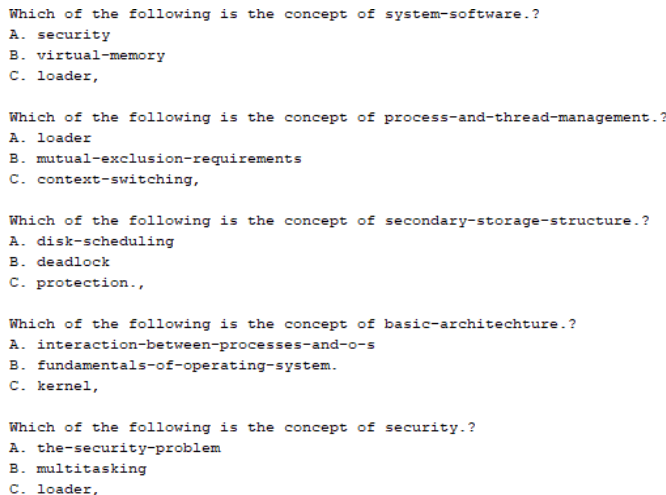 Which of the following is the concept of system-software.?
A. security
B. virtual-memory
C. loader,
Which of the following is the concept of process-and-thread-management.?
A. loader
B. mutual-exclusion-requirements
C. context-switching,
Which of the following is the concept of secondary-storage-structure.?
A. disk-scheduling
B. deadlock
C. protection.,
Which of the following is the concept of basic-architechture.?
A. interaction-between-processes-and-o-s
B. fundamentals-of-operating-system.
C. kernel,
Which of the following is the concept of security.?
A. the-security-problem
B. multitasking
C. loader,